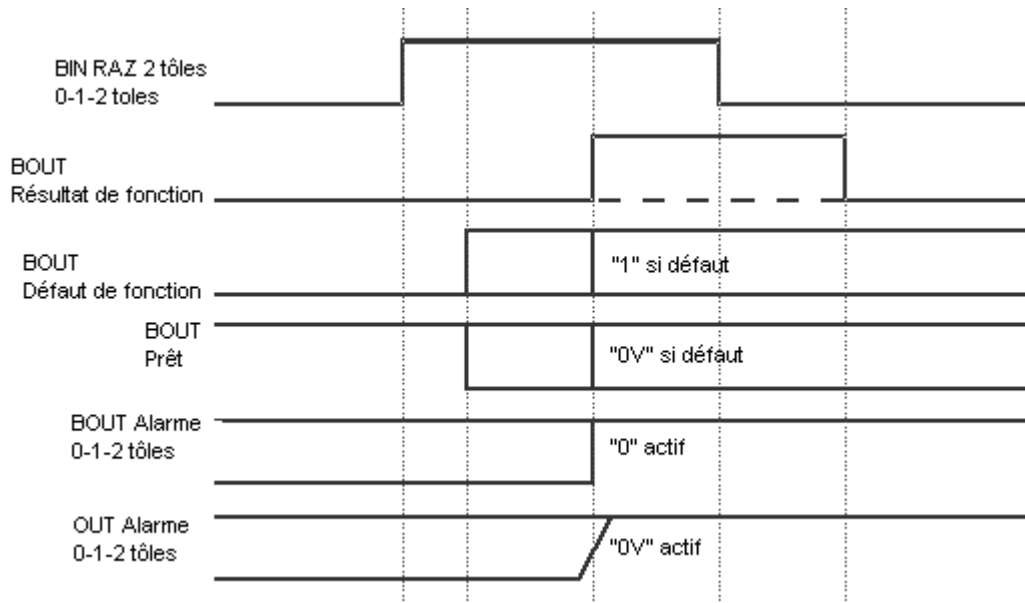 BIN RAZ 2 tôles
0-1-2 toles
BOUT
Résultat de fonction
BOUT
Défaut de fonction
"1" si défaut
BOUT
Prêt
"0V" si défaut
BOUT Alarme
0-1-2 tôles
"0" actif
OUT Alarme
0-1-2 tôles
"0V" actif